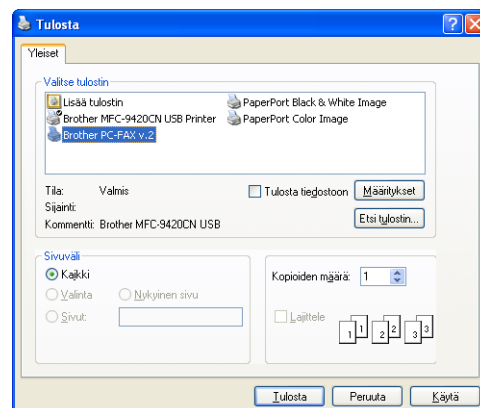 Tulosta
Yleiset
Valitse tulostin
Lisää tulostin
PaperPort Black & White Image
Brother MFC-9420CN USB Printer
PaperPort Color Image
Brother PC-FAX v.2
Tila: Valmis
Tulosta tiedostoon
Määritykset
Sijainti:
Kommentti: Brother MFC-9420CN USB
Etsi tulostin...
Sivuväli
Kaikki
Valinta
Nykyinen sivu
Sivut:
Kopioiden määrä: 1
Lajittele
1 1 2 2 3 3
Tulosta
Peruuta
Käytä